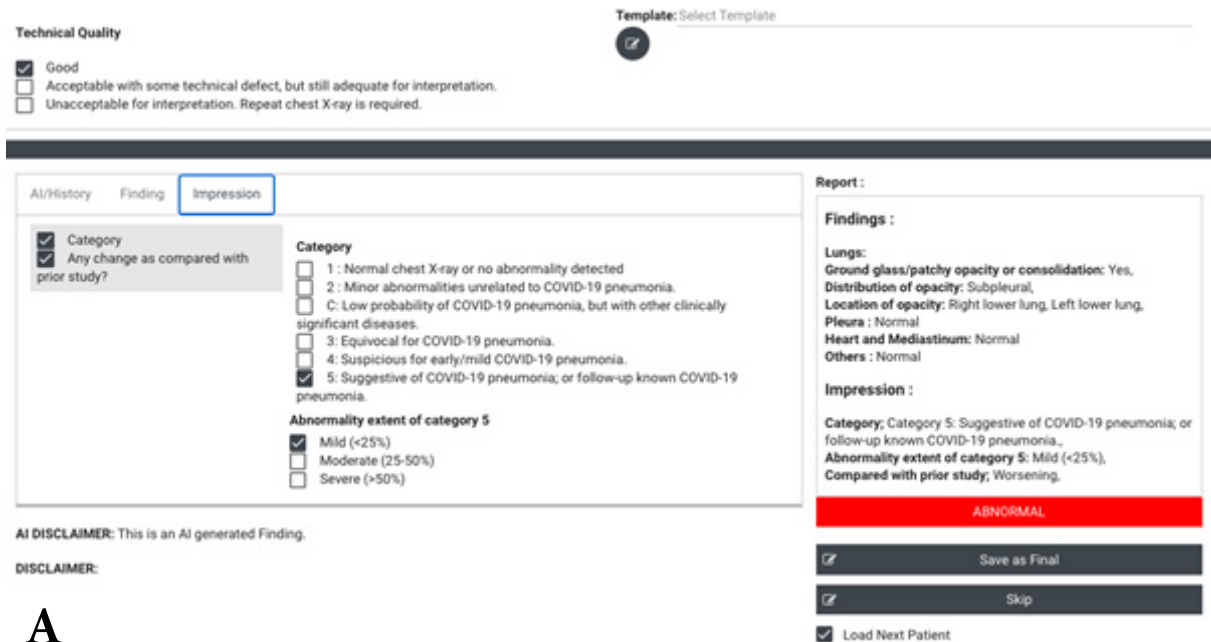 Template: Select Template
Technical Quality
Good
Acceptable with some technical defect, but still adequate for interpretation.
Unacceptable for interpretation. Repeat chest X-ray is required.
AI/History
Finding
Impression
Category
Any change as compared with
prior study?
Category
1 : Normal chest X-ray or no abnormality detected
2 : Minor abnormalities unrelated to COVID-19 pneumonia.
C: Low probability of COVID-19 pneumonia, but with other clinically
significant diseases.
3: Equivocal for COVID-19 pneumonia.
4: Suspicious for early/mild COVID-19 pneumonia.
5: Suggestive of COVID-19 pneumonia; or follow-up known COVID-19
pneumonia.
Abnormality extent of category 5
Mild (<25%)
Moderate (25-50%)
Severe (>50%)
AI DISCLAIMER: This is an AI generated Finding.
DISCLAIMER:
Report :
Findings :
Lungs:
Ground glass/patchy opacity or consolidation: Yes,
Distribution of opacity: Subpleural,
Location of opacity: Right lower lung, Left lower lung,
Pleura : Normal
Heart and Mediastinum: Normal
Others : Normal
Impression :
Category; Category 5: Suggestive of COVID-19 pneumonia; or
follow-up known COVID-19 pneumonia.,
Abnormality extent of category 5: Mild (<25%),
Compared with prior study; Worsening,
ABNORMAL
Save as Final
Skip
Load Next Patient
A